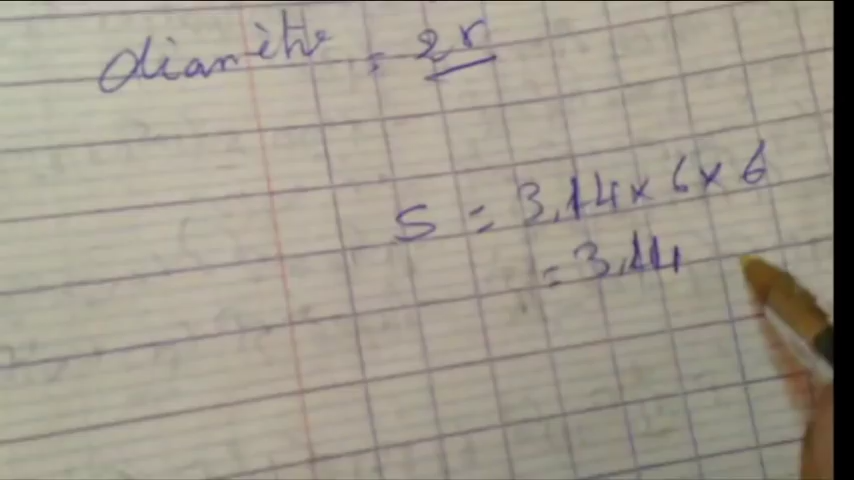 diamètre = 2r
S = 3,14 x 6 x 6
= 3,14